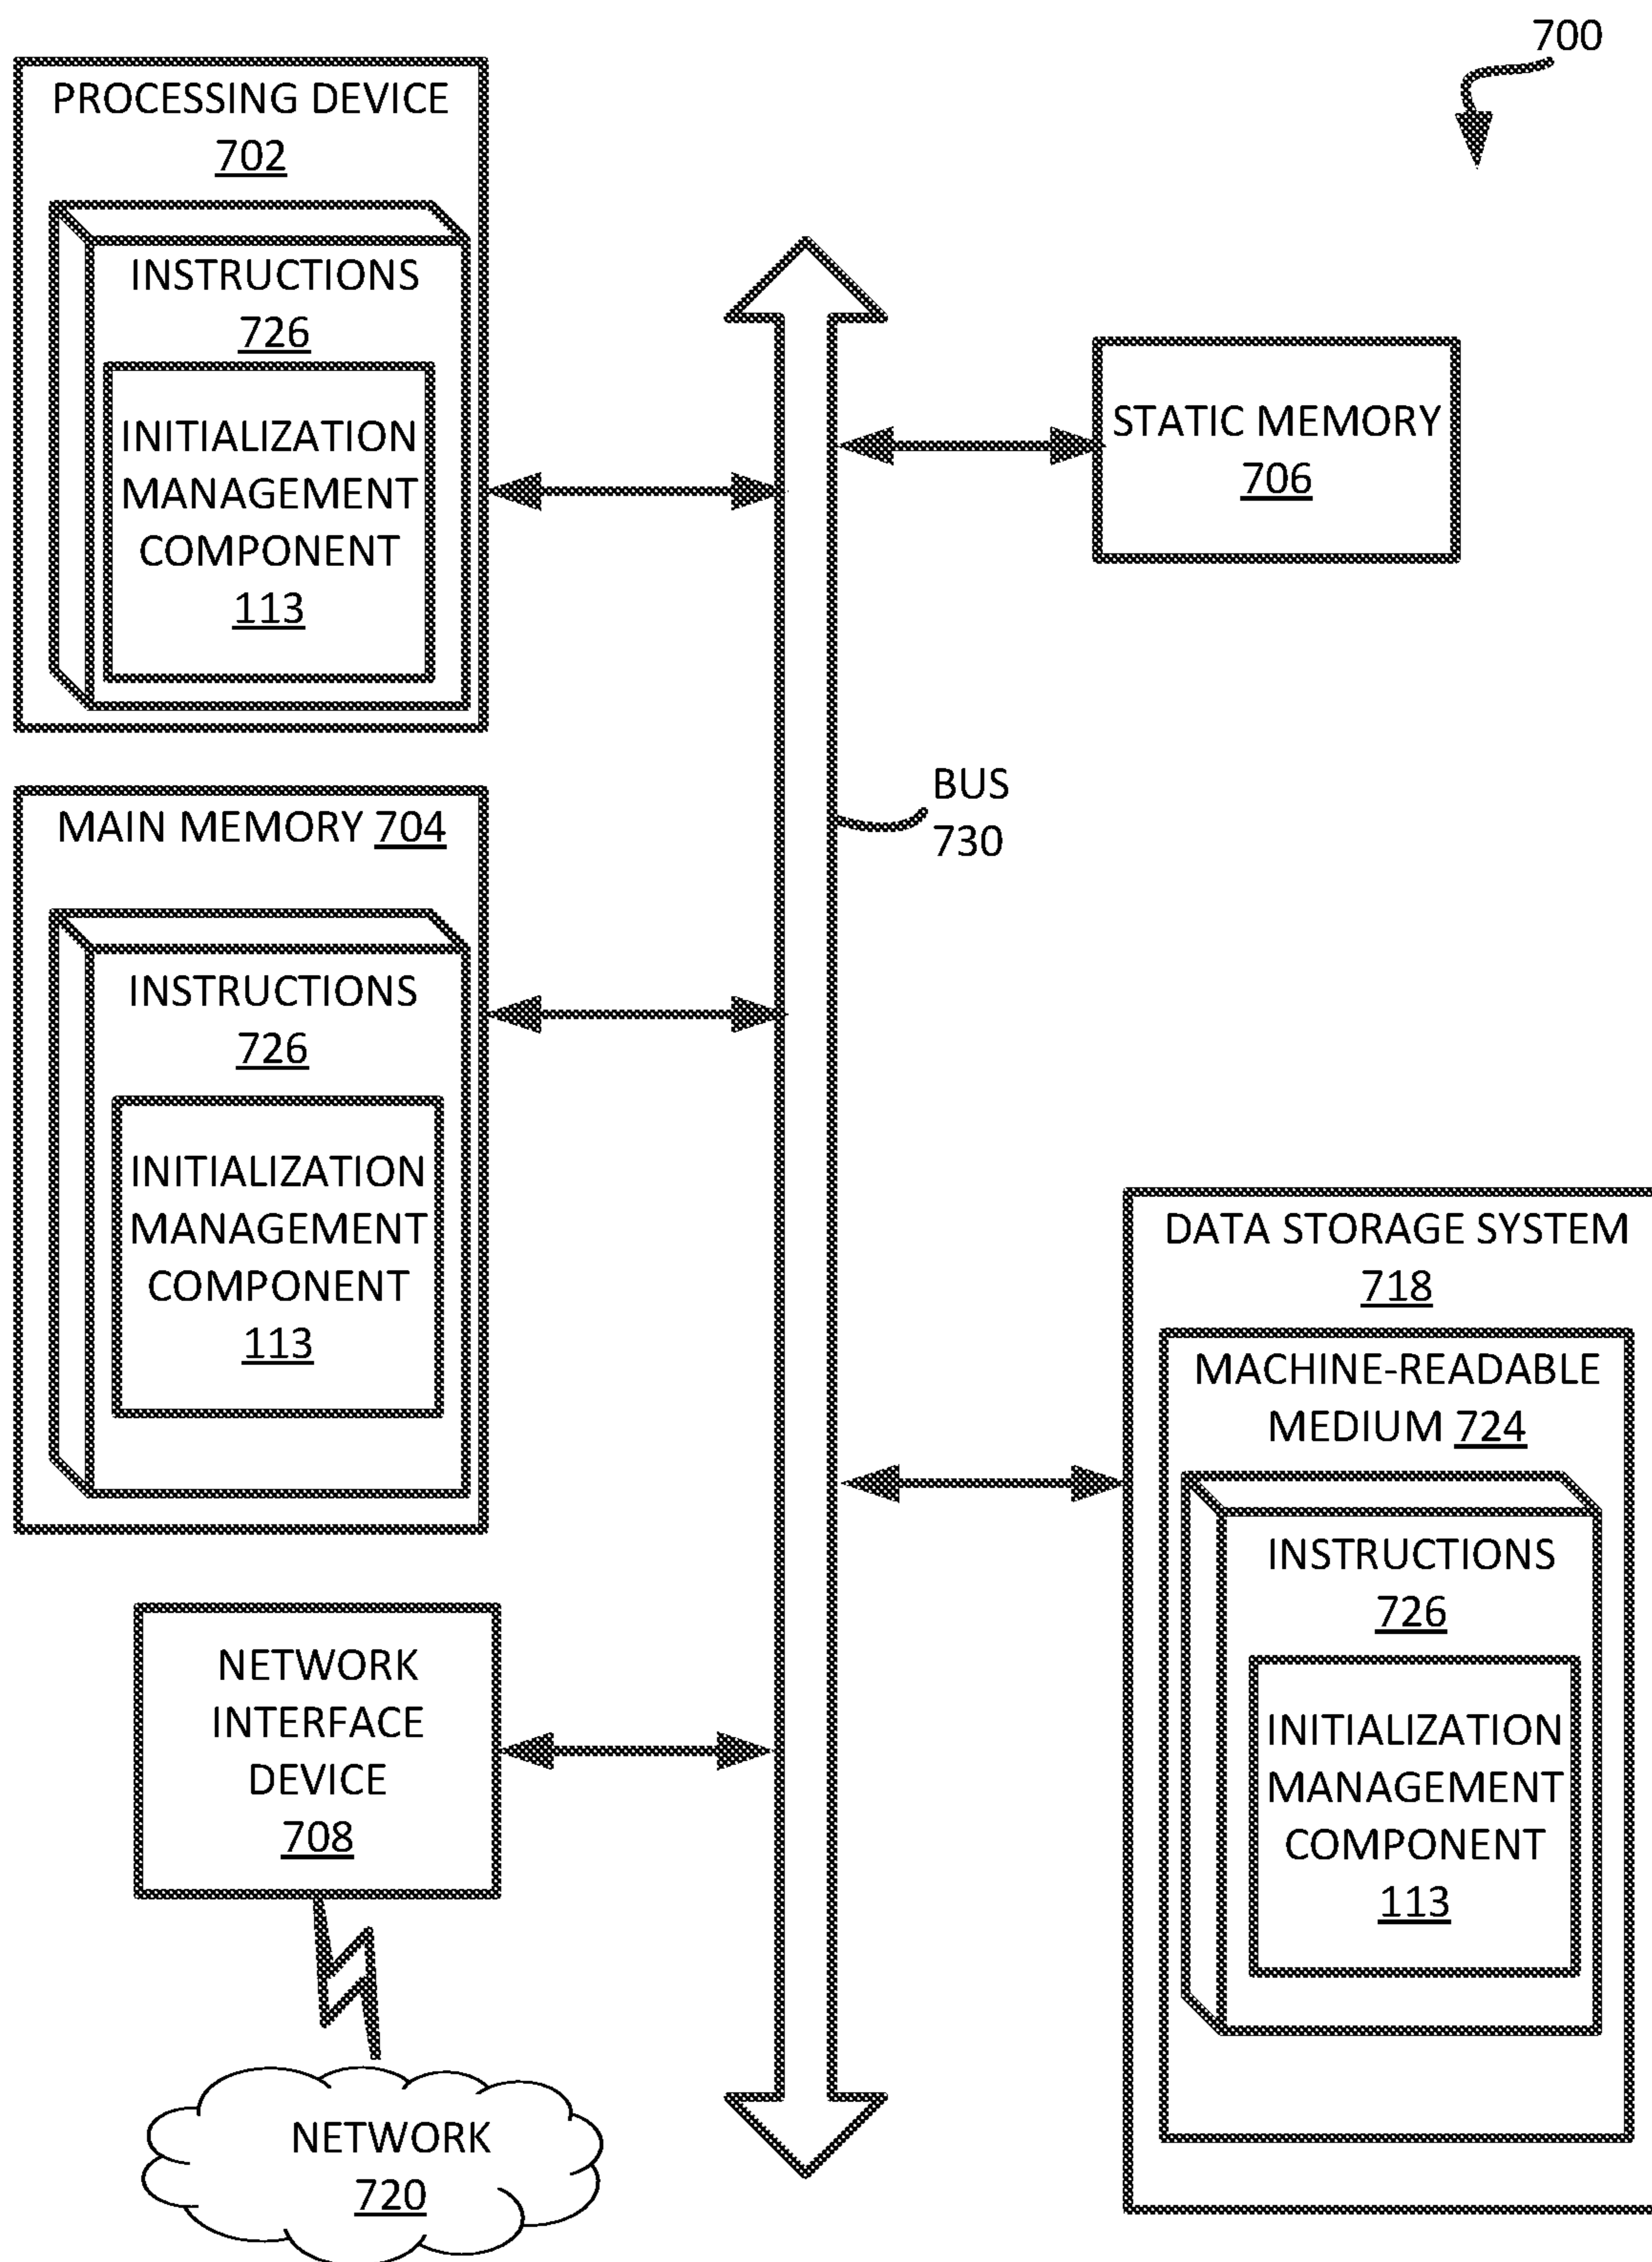 700
PROCESSING DEVICE
702
INSTRUCTIONS
726
INITIALIZATION
MANAGEMENT
COMPONENT
113
STATIC MEMORY
706
BUS
730
MAIN MEMORY 704
INSTRUCTIONS
726
INITIALIZATION
MANAGEMENT
COMPONENT
113
DATA STORAGE SYSTEM
718
MACHINE-READABLE
MEDIUM 724
INSTRUCTIONS
726
INITIALIZATION
MANAGEMENT
COMPONENT
113
NETWORK
INTERFACE
DEVICE
708
NETWORK
720